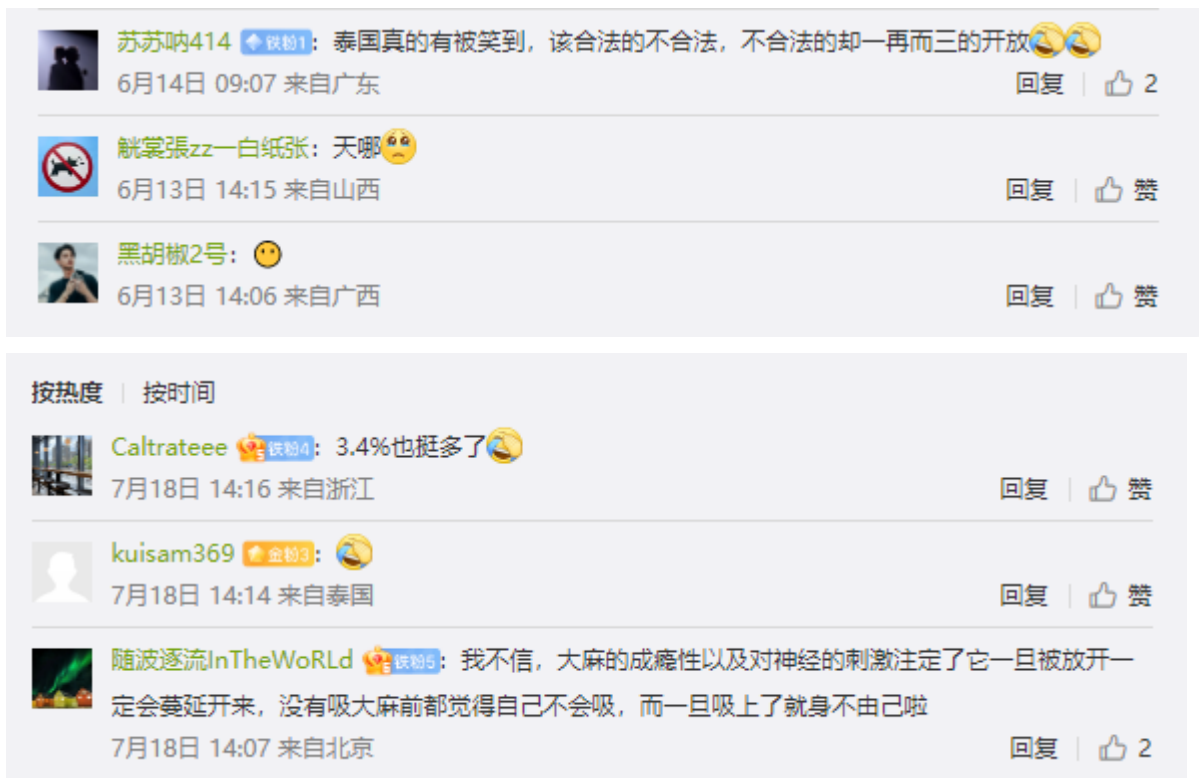 苏苏呐414 铁粉1：泰国真的有被笑到，该合法的不合法，不合法的却一再而三的开放
6月14日 09:07 来自广东 回复 2
觥裳張zz一白纸张：天哪
6月13日 14:15 来自山西 回复 赞
黑胡椒2号：
6月13日 14:06 来自广西 回复 赞
按热度 按时间
Caltrateee 铁粉4：3.4%也挺多了
7月18日 14:16 来自浙江 回复 赞
kuisam369 金粉3：
7月18日 14:14 来自泰国 回复 赞
随波逐流InTheWoRLd 铁粉5：我不信，大麻的成瘾性以及对神经的刺激注定了它一旦被放开一
定会蔓延开来，没有吸大麻前都觉得自己不会吸，而一旦吸上了就身不由己啦
7月18日 14:07 来自北京 回复 2